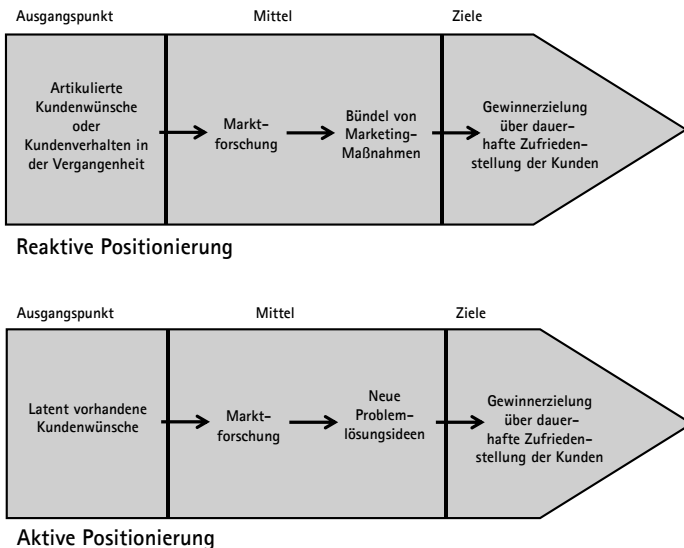 Ausgangspunkt Mittel Ziele
Artikulierte
Kundenwünsche
oder
Kundenverhalten in
der Vergangenheit
Markt-
forschung
Bündel von
Marketing-
Maßnahmen
Gewinnerzielung
über dauer-
hafte Zufrieden-
stellung der Kunden
Reaktive Positionierung
Ausgangspunkt Mittel Ziele
Latent vorhandene
Kundenwünsche
Markt-
forschung
Neue
Problem-
lösungsideen
Gewinnerzielung
über dauer-
hafte Zufrieden-
stellung der Kunden
Aktive Positionierung